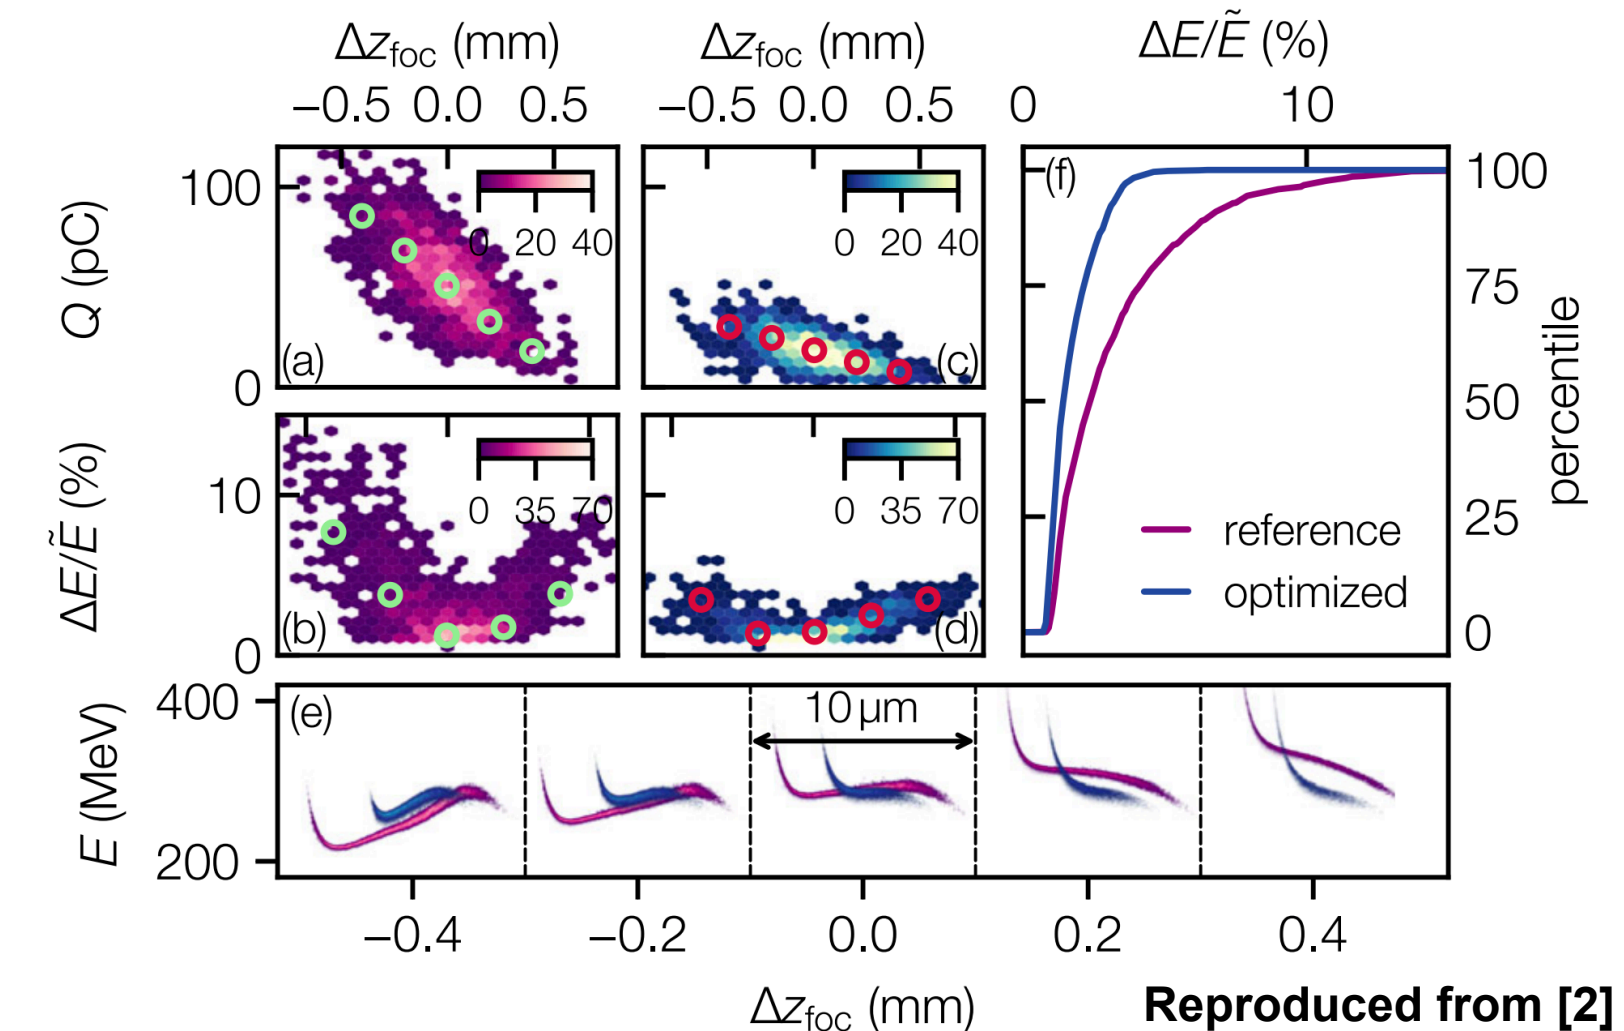 Δz_foc (mm) Δz_foc (mm) ΔE/Ẽ (%)
−0.5 0.0 0.5 −0.5 0.0 0.5 0 10
(a) 0 20 40
(c) 0 20 40
(f)
Q (pC)
100
0
(b) 0 35 70
(d) 0 35 70
ΔE/Ẽ (%)
10
0
100
75
50
25
0
percentile
reference
optimized
(e) 10 μm
E (MeV)
400
200
−0.4 −0.2 0.0 0.2 0.4
Δz_foc (mm)
Reproduced from [2]